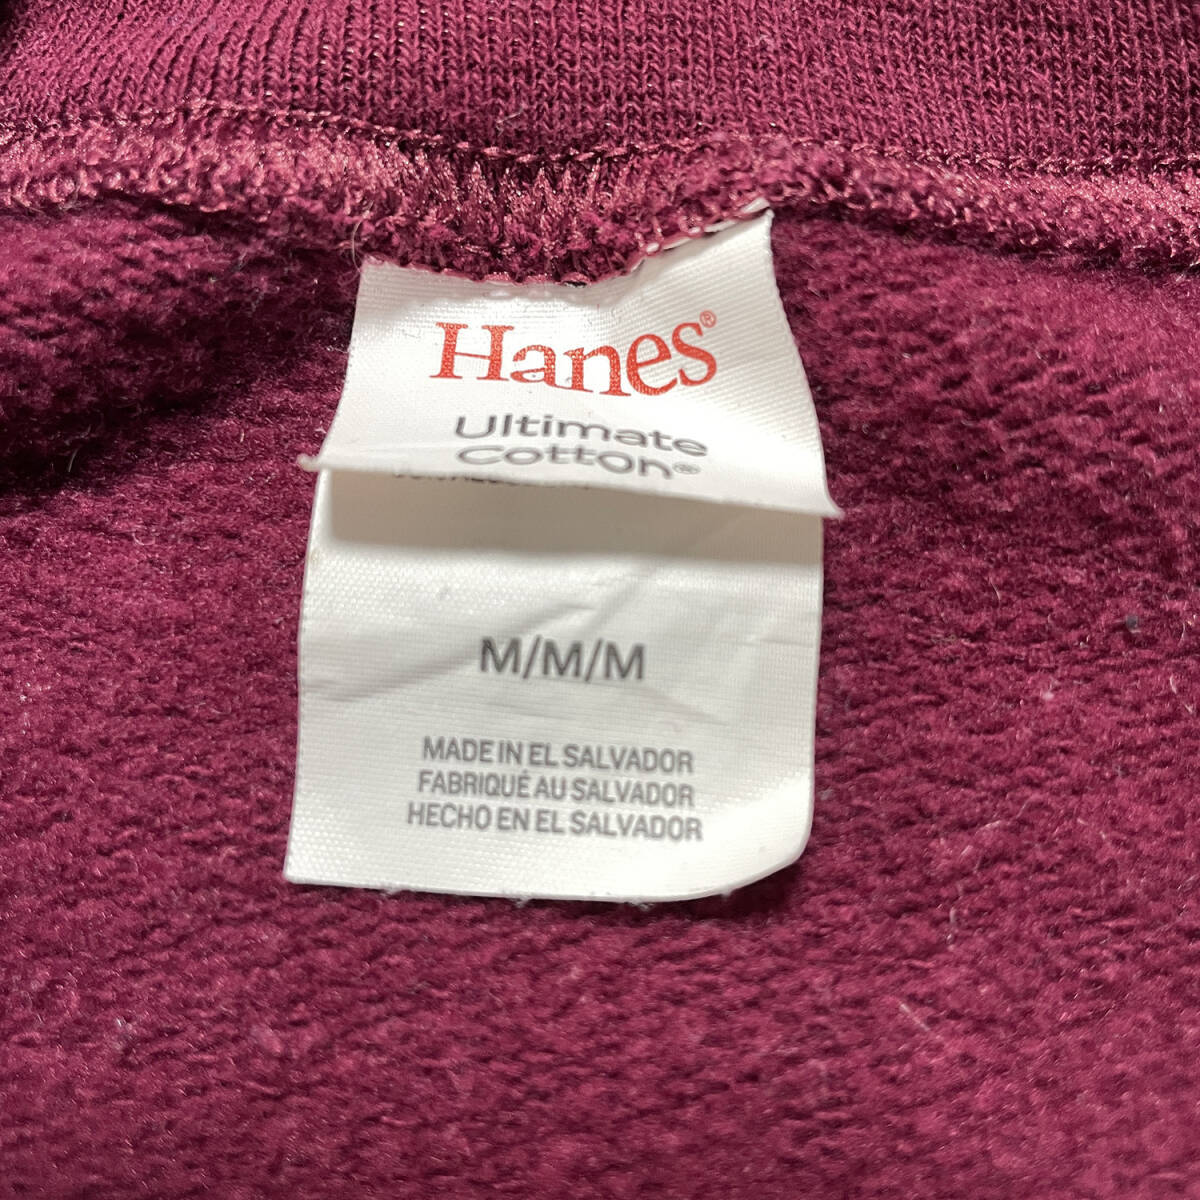 Hanes®
Ultimate
Cotton®
M/M/M
MADE IN EL SALVADOR
FABRIQUÉ AU SALVADOR
HECHO EN EL SALVADOR